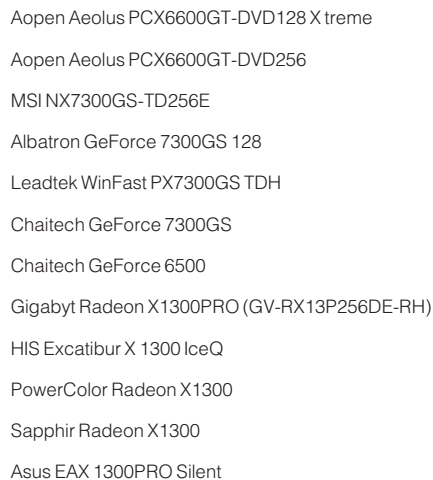 Aopen Aeolus PCX6600GT-DVD128 X treme
Aopen Aeolus PCX6600GT-DVD256
MSI NX7300GS-TD256E
Albatron GeForce 7300GS 128
Leadtek WinFast PX7300GS TDH
Chaitech GeForce 7300GS
Chaitech GeForce 6500
Gigabyt Radeon X1300PRO (GV-RX13P256DE-RH)
HIS Excatibur X 1300 IceQ
PowerColor Radeon X1300
Sapphir Radeon X1300
Asus EAX 1300PRO Silent